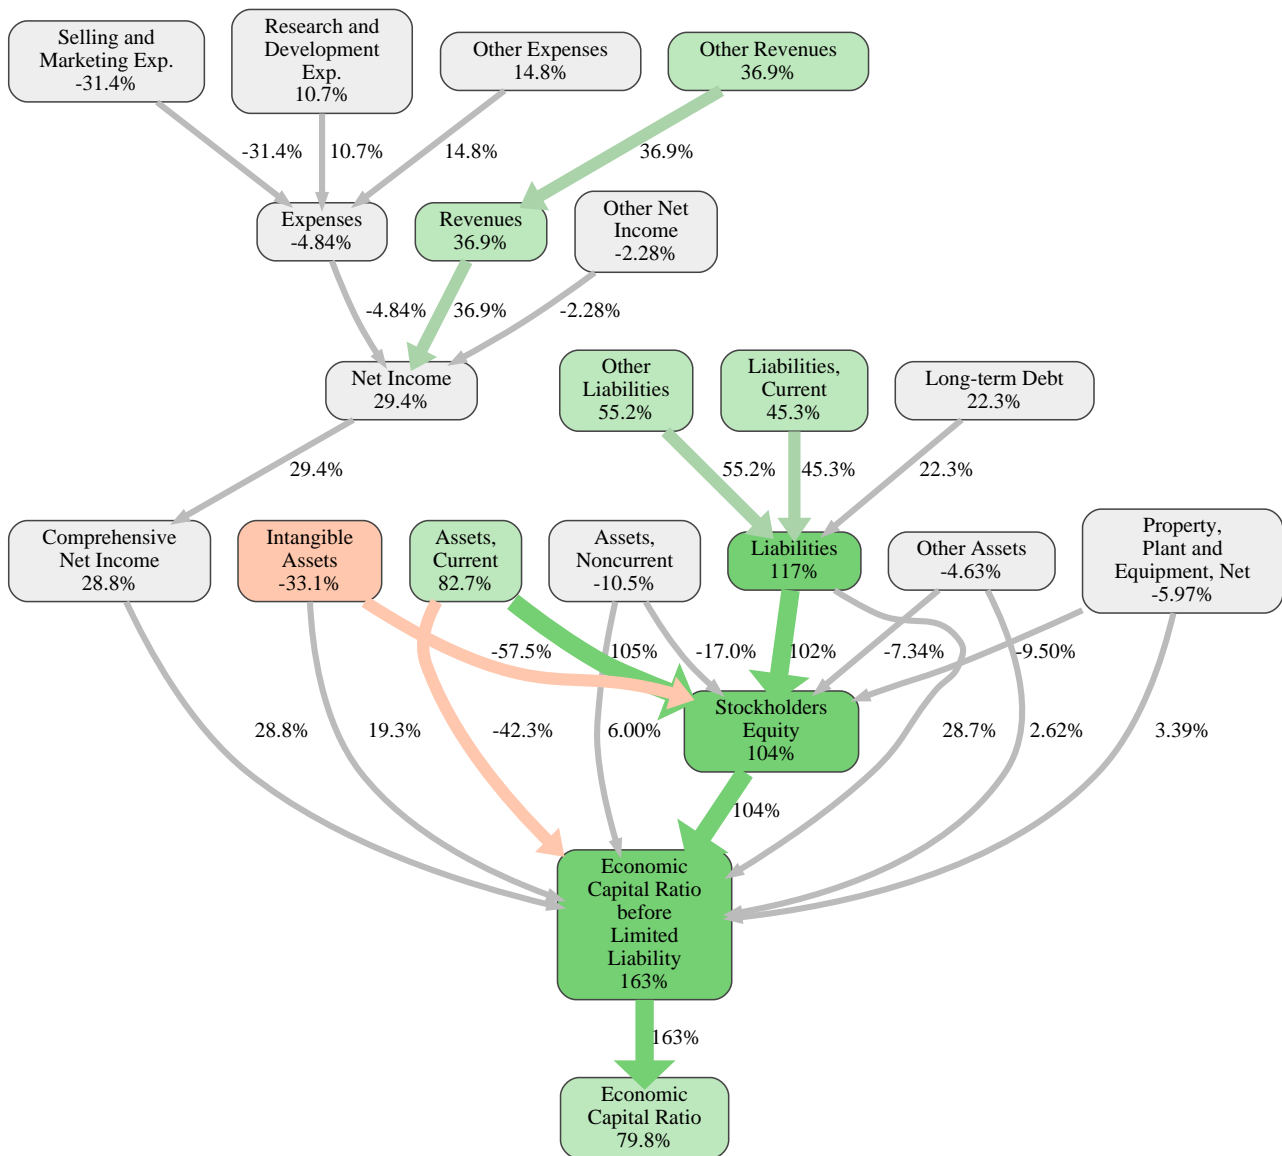 Selling and
Marketing Exp.
-31.4%
Research and
Development
Exp.
10.7%
Other Expenses
14.8%
Other Revenues
36.9%
-31.4%
10.7%
14.8%
36.9%
Expenses
-4.84%
Revenues
36.9%
Other Net
Income
-2.28%
-4.84%
36.9%
-2.28%
Net Income
29.4%
Other
Liabilities
55.2%
Liabilities,
Current
45.3%
Long-term Debt
22.3%
29.4%
55.2%
45.3%
22.3%
Comprehensive
Net Income
28.8%
Intangible
Assets
-33.1%
Assets,
Current
82.7%
Assets,
Noncurrent
-10.5%
Liabilities
117%
Other Assets
-4.63%
Property,
Plant and
Equipment, Net
-5.97%
-57.5%
105%
-17.0%
102%
-7.34%
-9.50%
Stockholders
Equity
104%
28.8%
19.3%
-42.3%
6.00%
28.7%
2.62%
3.39%
104%
Economic
Capital Ratio
before
Limited
Liability
163%
163%
Economic
Capital Ratio
79.8%